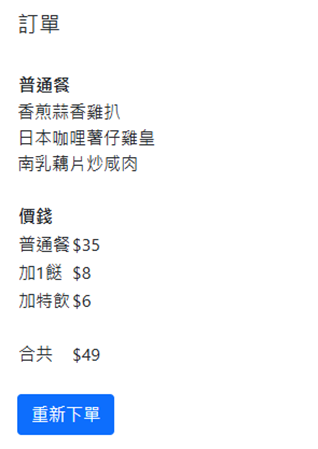 訂單
普通餐
香煎蒜香雞扒
日本咖哩薯仔雞皇
南乳藕片炒咸肉
價錢
普通餐 $35
加1餸 $8
加特飲 $6
合共 $49
重新下單